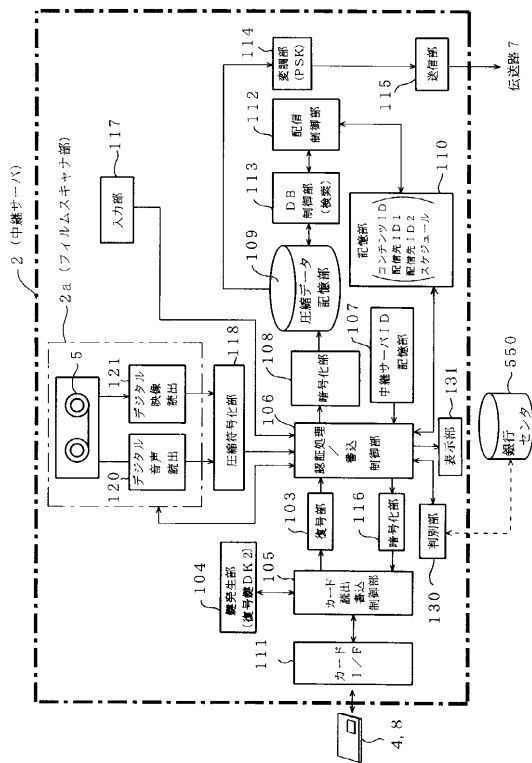 2 (中継サーバ)
2a (フィルムスキャナ部)
5
121
デジタル
映像
読出
120
デジタル
音声
読出
117
入力部
118
圧縮符号化部
114
変調部
(PSK)
115
送信部
伝送路7
112
配信
制御部
113
DB
制御部
(検索)
109
圧縮データ
記憶部
110
記憶部
コンテンツID
配信先ID1
配信先ID2
スケジュール
108
暗号化部
107
中継サーバID
記憶部
106
認証処理
/
書込
制御部
103
復号部
116
暗号化部
104
鍵発生部
(復号鍵DK2)
105
カード
読出
書込
制御部
111
カード
I/F
4,8
130
判別部
131
表示部
550
銀行
センタ